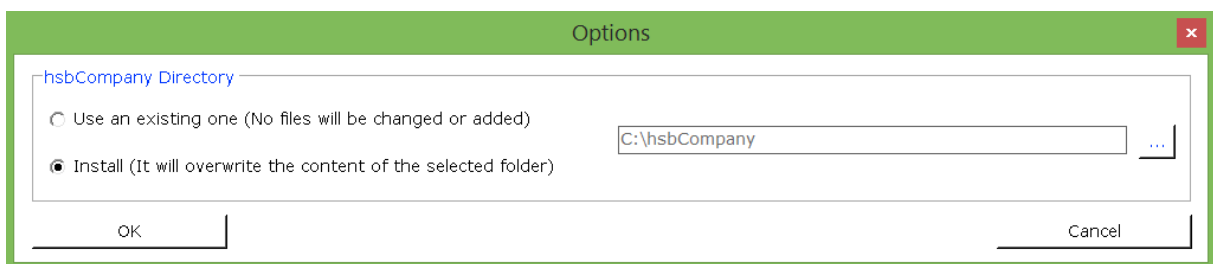 Options
x
hsbCompany Directory
Use an existing one (No files will be changed or added)
C:\hsbCompany
...
Install (It will overwrite the content of the selected folder)
OK
Cancel